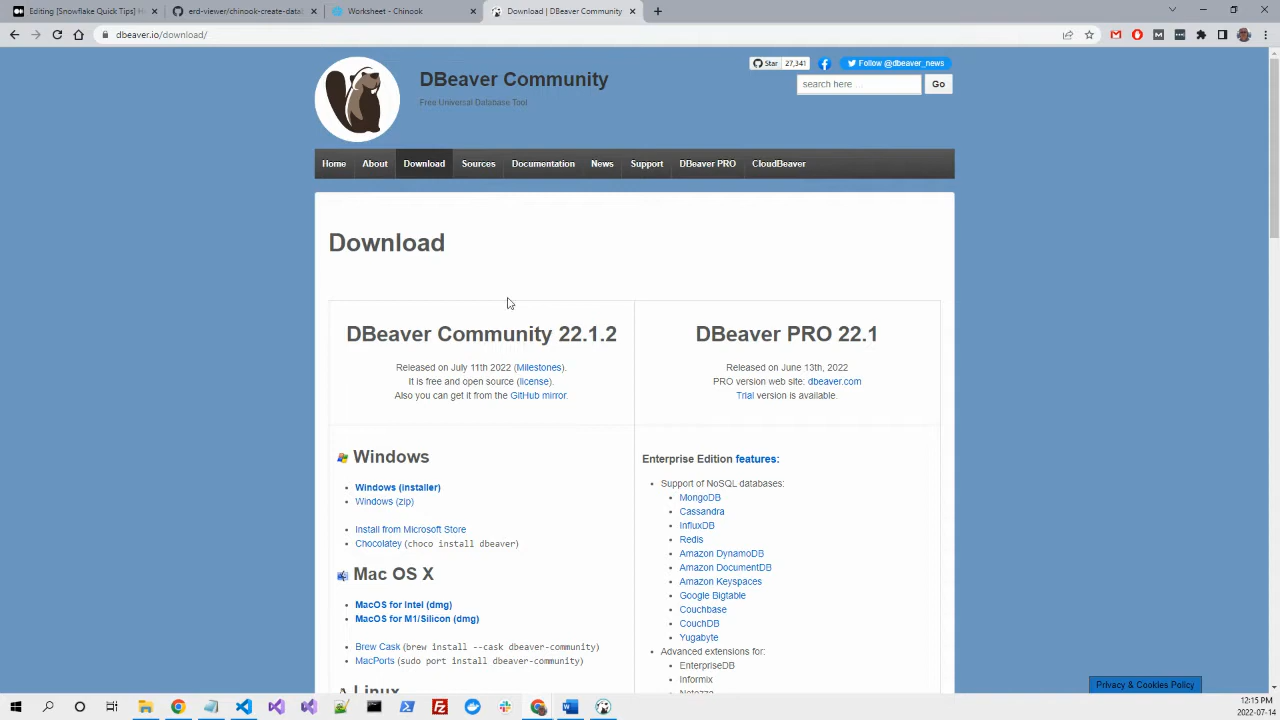 Editing [Snowflake Quick Tips] H
erd-viewer/chinook-create-datab
Worksheet - Chinook
Download | DBeaver Community
dbeaver.io/download/
DBeaver Community
Free Universal Database Tool
Star 27,341
Follow @dbeaver_news
search here ...
Go
Home About Download Sources Documentation News Support DBeaver PRO CloudBeaver
Download
DBeaver Community 22.1.2
Released on July 11th 2022 (Milestones).
It is free and open source (license).
Also you can get it from the GitHub mirror.
Windows
Windows (installer)
Windows (zip)
Install from Microsoft Store
Chocolatey (choco install dbeaver)
Mac OS X
MacOS for Intel (dmg)
MacOS for M1/Silicon (dmg)
Brew Cask (brew install --cask dbeaver-community)
MacPorts (sudo port install dbeaver-community)
Linux
DBeaver PRO 22.1
Released on June 13th, 2022
PRO version web site: dbeaver.com
Trial version is available.
Enterprise Edition features:
Support of NoSQL databases:
MongoDB
Cassandra
InfluxDB
Redis
Amazon DynamoDB
Amazon DocumentDB
Amazon Keyspaces
Google Bigtable
Couchbase
CouchDB
Yugabyte
Advanced extensions for:
EnterpriseDB
Informix
Netezza
Privacy & Cookies Policy
12:15 PM
2022-07-14